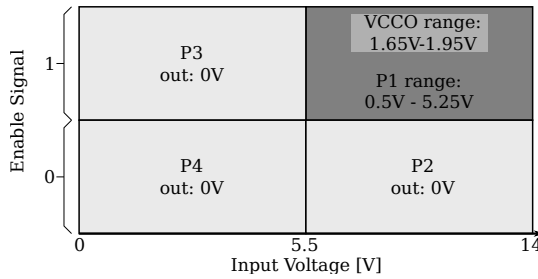 Enable Signal
1
0
P3
out: 0V
VCCO range:
1.65V-1.95V
P1 range:
0.5V - 5.25V
P4
out: 0V
P2
out: 0V
0
5.5
14
Input Voltage [V]